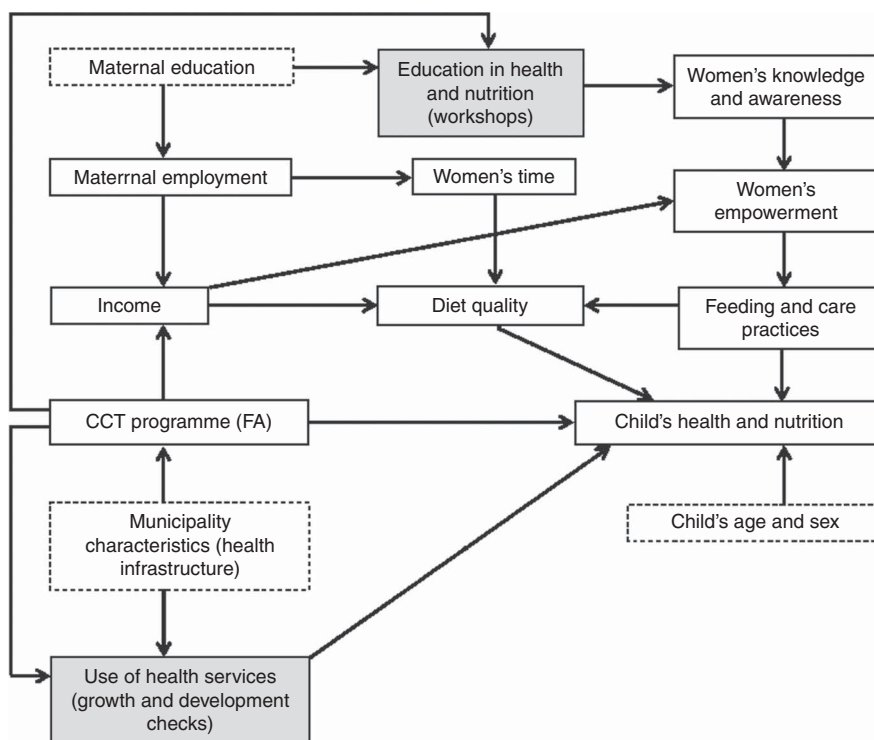 Maternal education
Education in health
and nutrition
(workshops)
Women's knowledge
and awareness
Maternnal employment
Women's time
Women's
empowerment
Income
Diet quality
Feeding and care
practices
CCT programme (FA)
Child's health and nutrition
Municipality
characteristics (health
infrastructure)
Child's age and sex
Use of health services
(growth and development
checks)